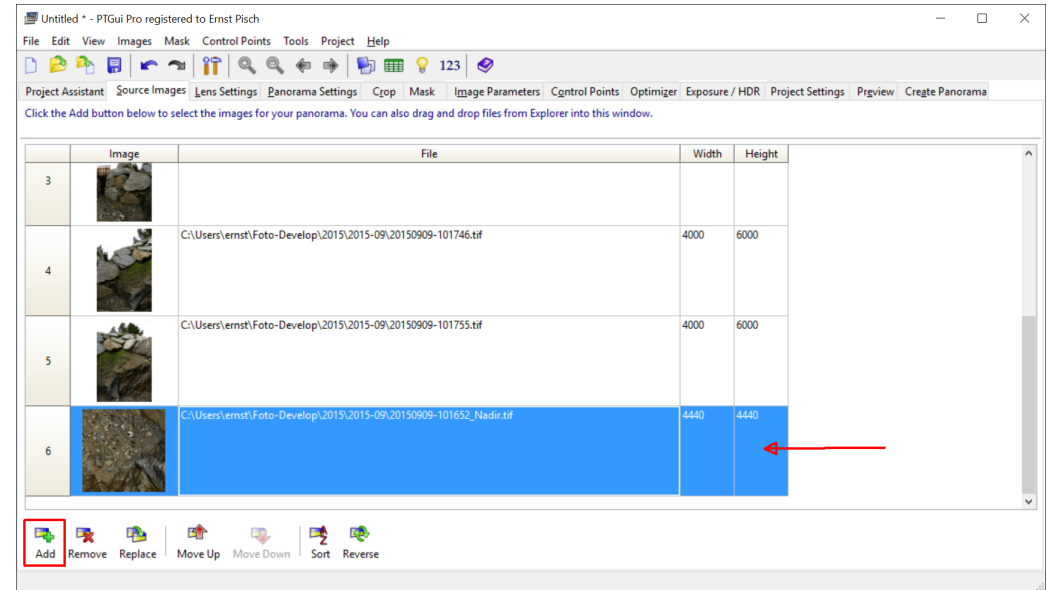 Untitled * - PTGui Pro registered to Ernst Pisch
File Edit View Images Mask Control Points Tools Project Help
123
Project Assistant Source Images Lens Settings Panorama Settings Crop Mask Image Parameters Control Points Optimizer Exposure / HDR Project Settings Preview Create Panorama
Click the Add button below to select the images for your panorama. You can also drag and drop files from Explorer into this window.
Image File Width Height
3
4 C:\Users\ernst\Foto-Develop\2015\2015-09\20150909-101746.tif 4000 6000
5 C:\Users\ernst\Foto-Develop\2015\2015-09\20150909-101755.tif 4000 6000
6 C:\Users\ernst\Foto-Develop\2015\2015-09\20150909-101652_Nadir.tif 4440 4440
Add Remove Replace Move Up Move Down Sort Reverse